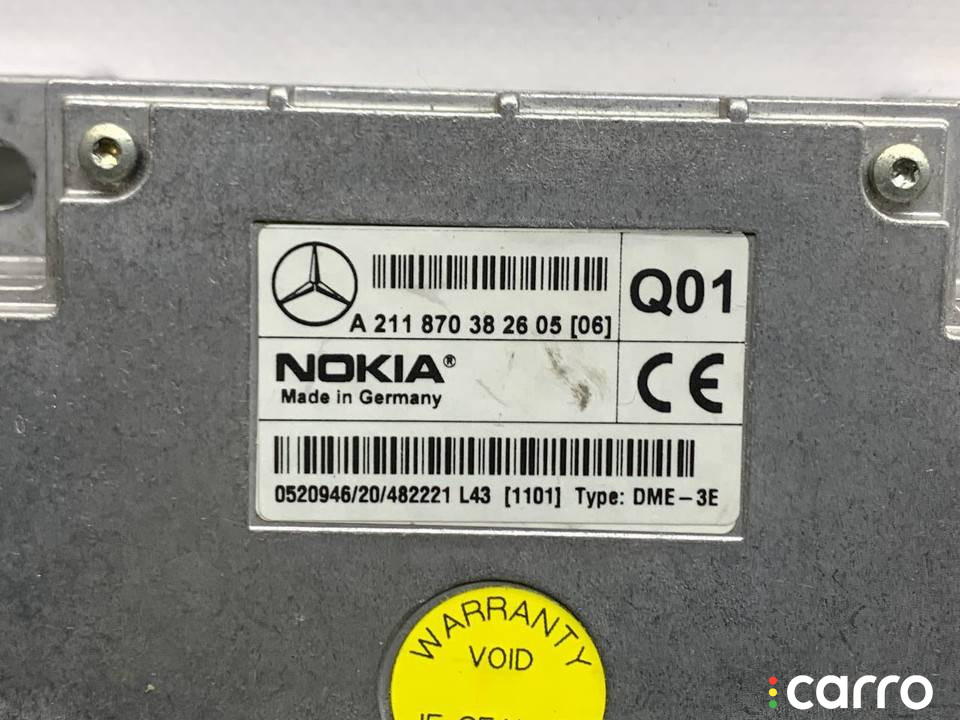 A 211 870 38 26 05 [06]
Q01
NOKIA®
Made in Germany
CE
0520946/20/482221 L43 [1101] Type: DME-3E
WARRANTY
VOID
carro